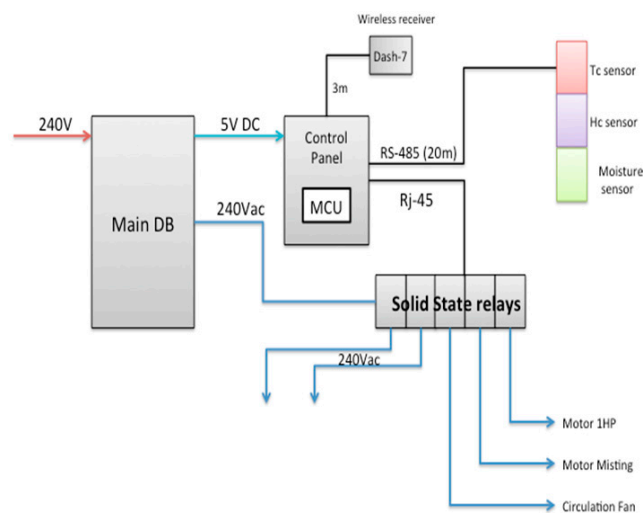 Wireless receiver
Dash-7
3m
240V
5V DC
Control
Panel
MCU
Main DB
RS-485 (20m)
Rj-45
Tc sensor
Hc sensor
Moisture
sensor
240Vac
Solid State relays
240Vac
Motor 1HP
Motor Misting
Circulation Fan